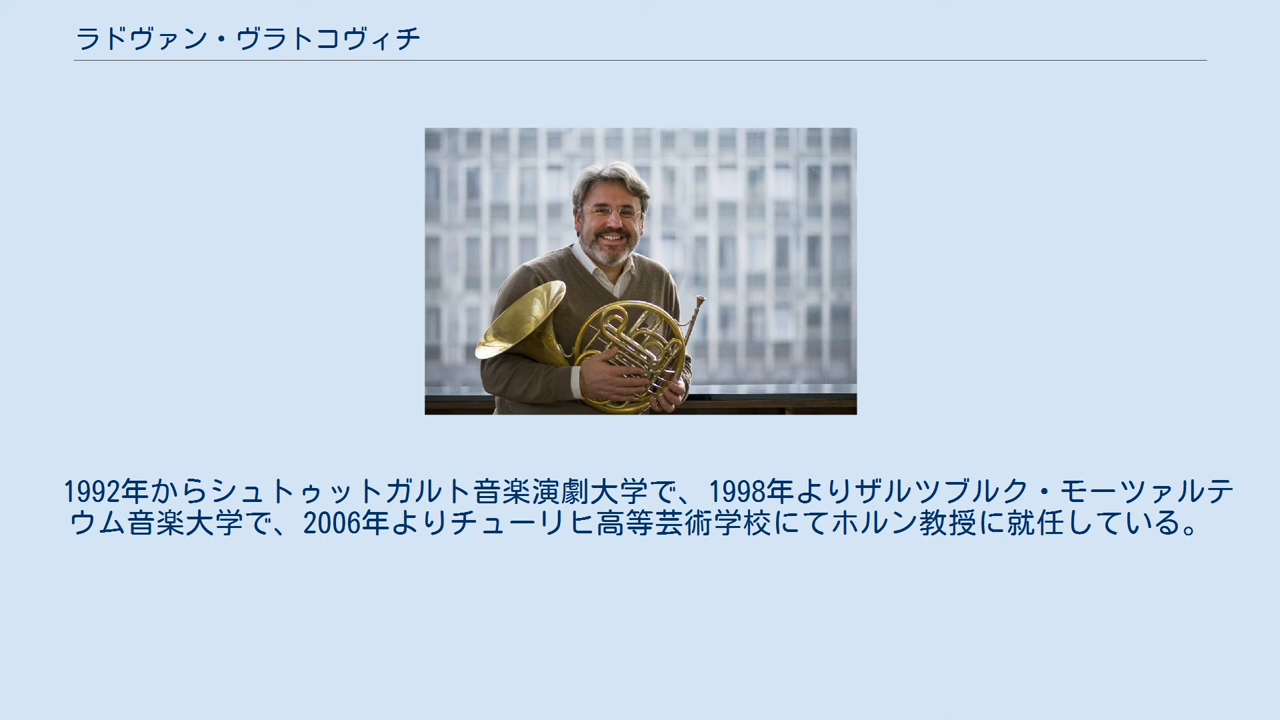 ラドヴァン・ヴラトコヴィチ
1992年からシュトゥットガルト音楽演劇大学で、1998年よりザルツブルク・モーツァルテ
ウム音楽大学で、2006年よりチューリヒ高等芸術学校にてホルン教授に就任している。